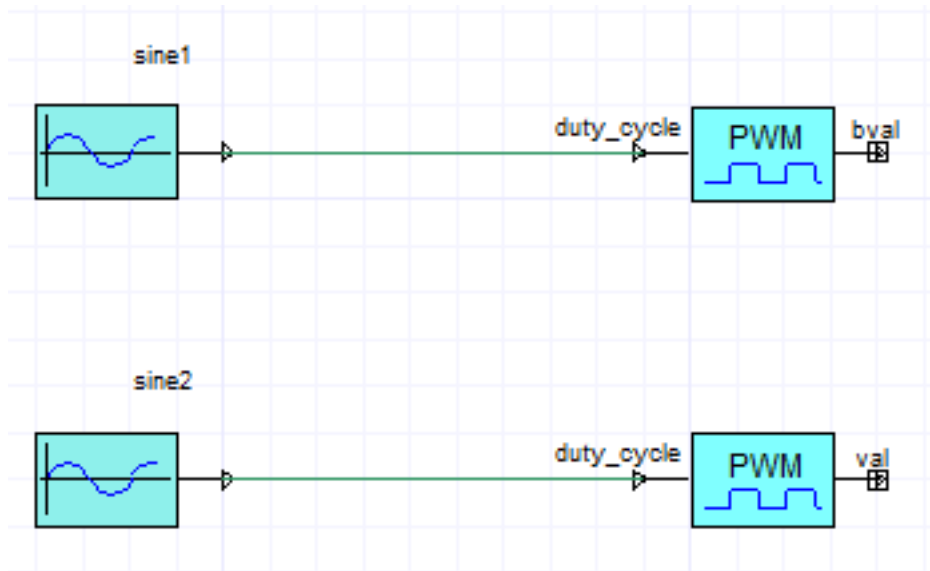 sine1
duty_cycle
PWM
bval
sine2
duty_cycle
PWM
val